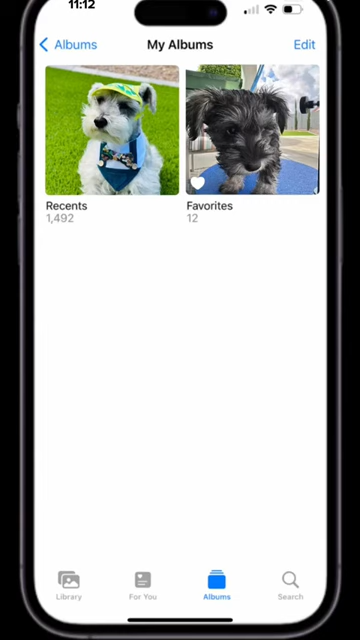 11:12
Albums
My Albums
Edit
Recents
1,492
Favorites
12
Library
For You
Albums
Search